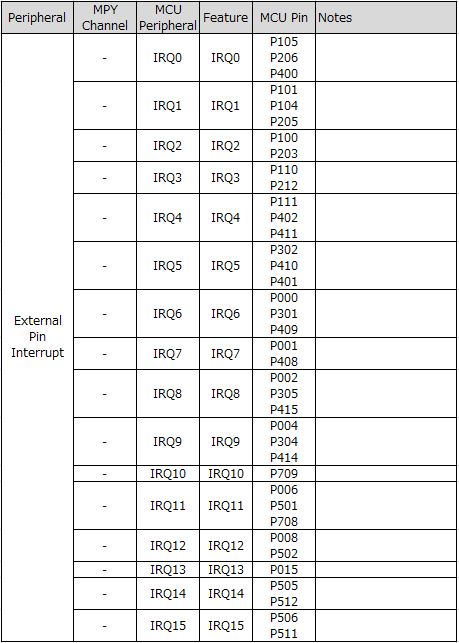 Peripheral MPY Channel MCU Peripheral Feature MCU Pin Notes
External Pin Interrupt
- IRQ0 IRQ0 P105
P206
P400
- IRQ1 IRQ1 P101
P104
P205
- IRQ2 IRQ2 P100
P203
- IRQ3 IRQ3 P110
P212
- IRQ4 IRQ4 P111
P402
P411
- IRQ5 IRQ5 P302
P410
P401
- IRQ6 IRQ6 P000
P301
P409
- IRQ7 IRQ7 P001
P408
- IRQ8 IRQ8 P002
P305
P415
- IRQ9 IRQ9 P004
P304
P414
- IRQ10 IRQ10 P709
- IRQ11 IRQ11 P006
P501
P708
- IRQ12 IRQ12 P008
P502
- IRQ13 IRQ13 P015
- IRQ14 IRQ14 P505
P512
- IRQ15 IRQ15 P506
P511